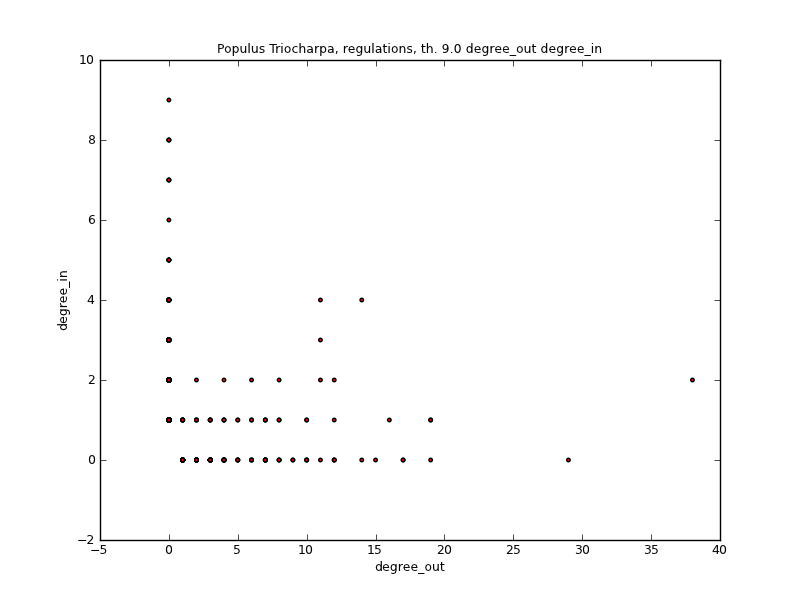 Populus Triocharpa, regulations, th. 9.0 degree_out degree_in
10
8
6
4
2
0
−2
degree_in
−5 0 5 10 15 20 25 30 35 40
degree_out